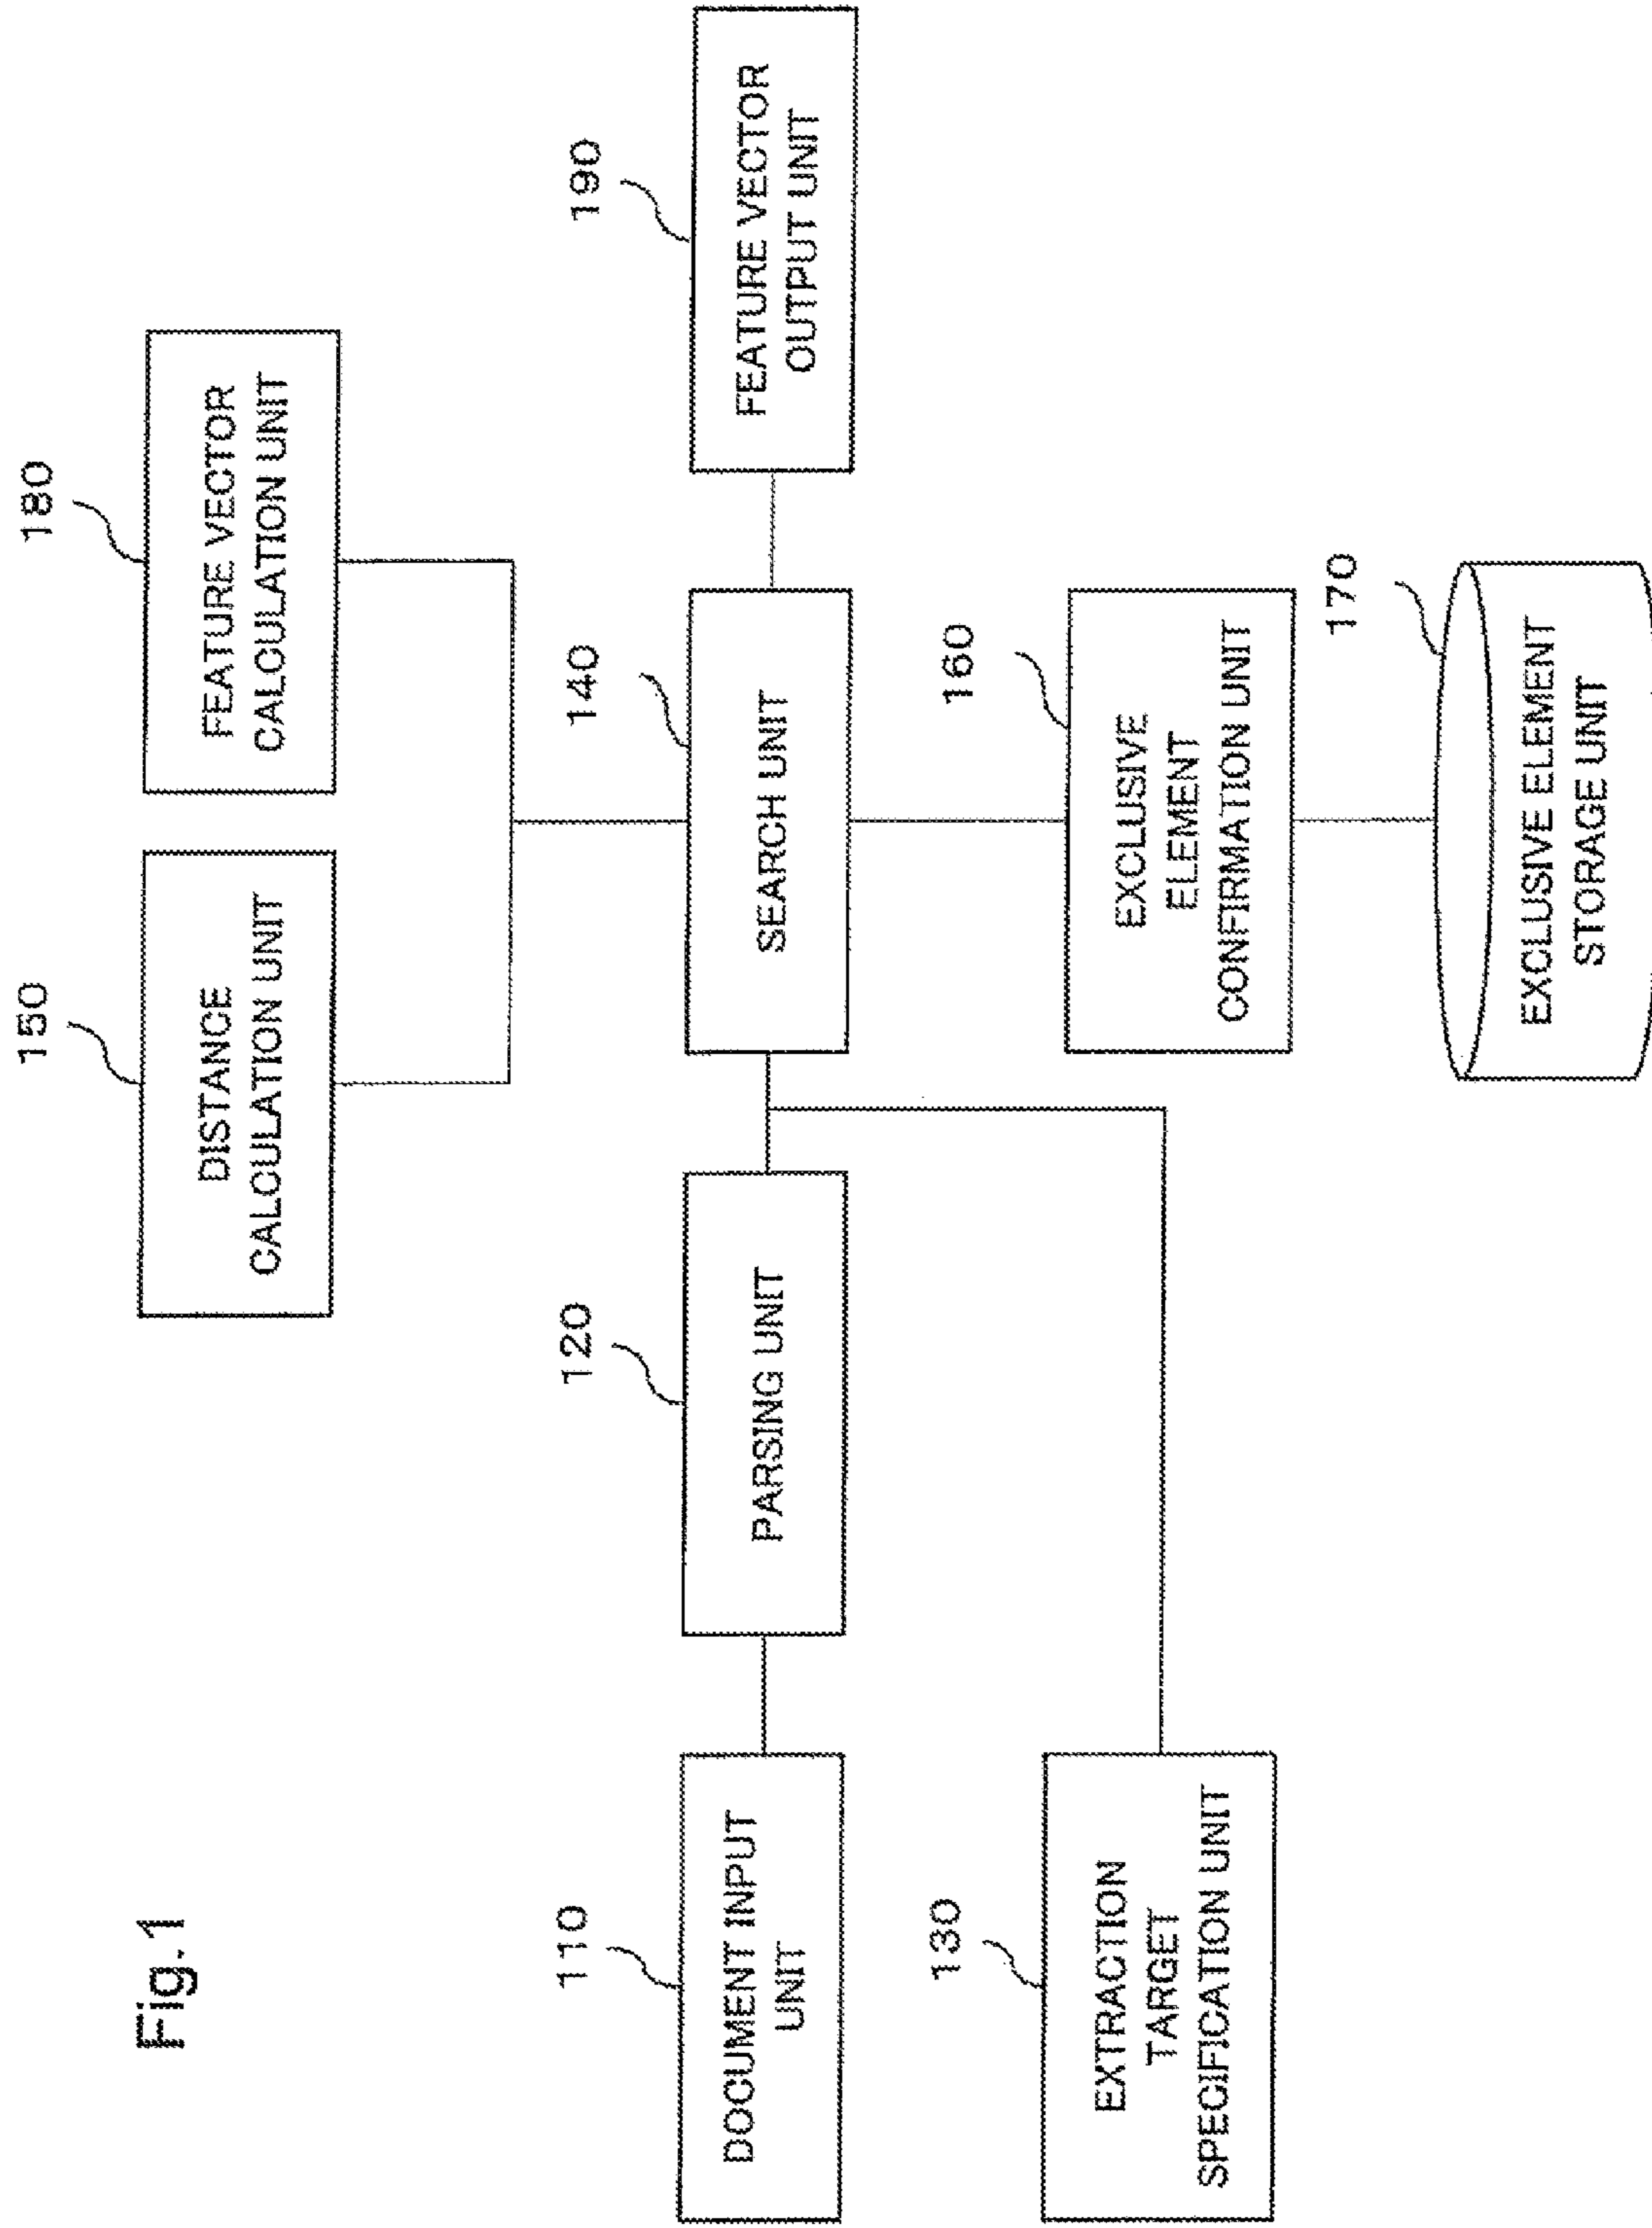 Fig.1
150
DISTANCE
CALCULATION UNIT
180
FEATURE VECTOR
CALCULATION UNIT
110
DOCUMENT INPUT
UNIT
120
PARSING UNIT
140
SEARCH UNIT
190
FEATURE VECTOR
OUTPUT UNIT
130
EXTRACTION
TARGET
SPECIFICATION UNIT
160
EXCLUSIVE
ELEMENT
CONFIRMATION UNIT
170
EXCLUSIVE ELEMENT
STORAGE UNIT